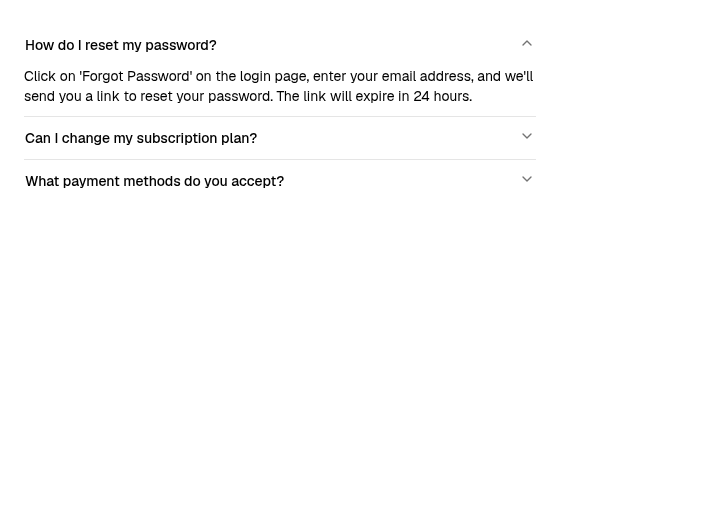 How do I reset my password?
Click on 'Forgot Password' on the login page, enter your email address, and we'll
send you a link to reset your password. The link will expire in 24 hours.
Can I change my subscription plan?
What payment methods do you accept?